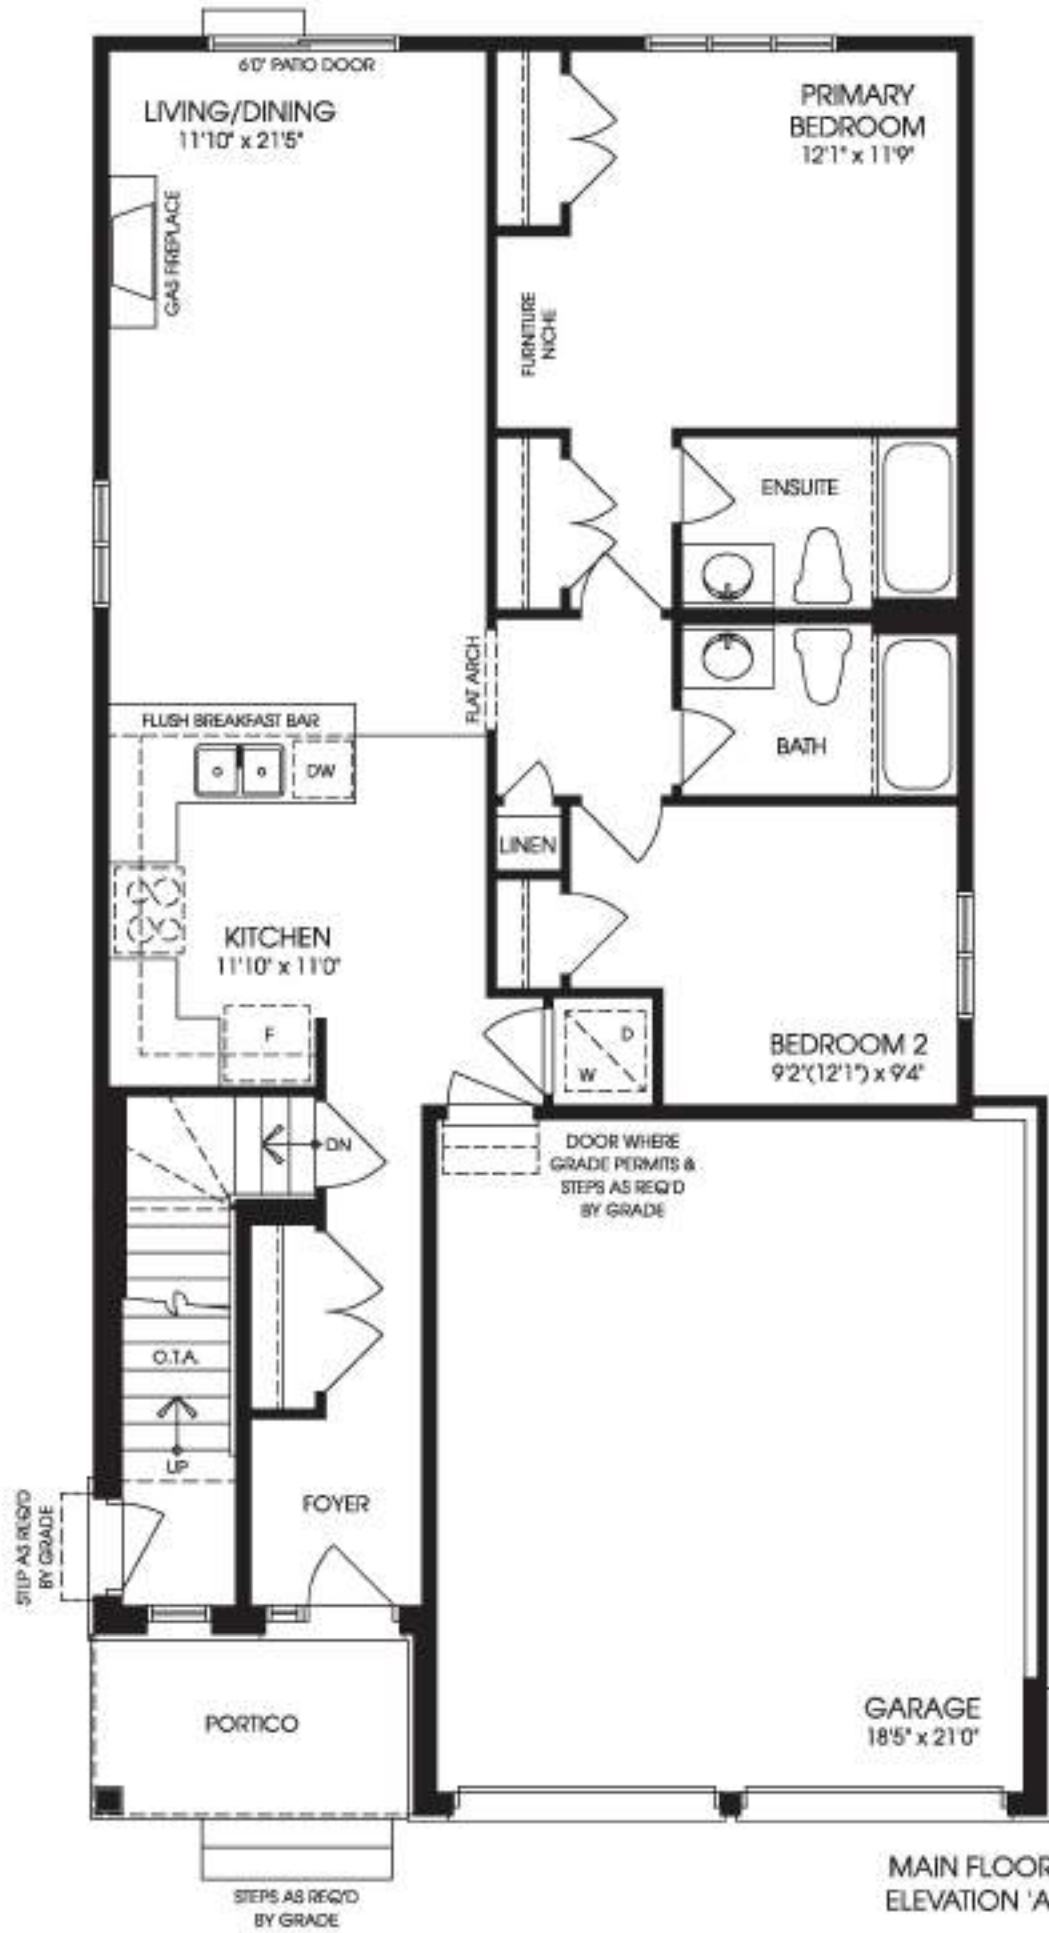 6'0" PATIO DOOR
LIVING/DINING
11'10" x 21'5"
PRIMARY
BEDROOM
12'1" x 11'9"
GAS FIREPLACE
FURNITURE
NICHE
ENSUITE
FLAT ARCH
FLUSH BREAKFAST BAR
DW
BATH
LINEN
KITCHEN
11'10" x 11'0"
F
D
W
BEDROOM 2
9'2"(12'1") x 9'4"
DN
DOOR WHERE
GRADE PERMITS &
STEPS AS REQ'D
BY GRADE
O.T.A.
UP
STEP AS REQ'D
BY GRADE
FOYER
PORTICO
GARAGE
18'5" x 21'0"
STEPS AS REQ'D
BY GRADE
MAIN FLOOR
ELEVATION 'A